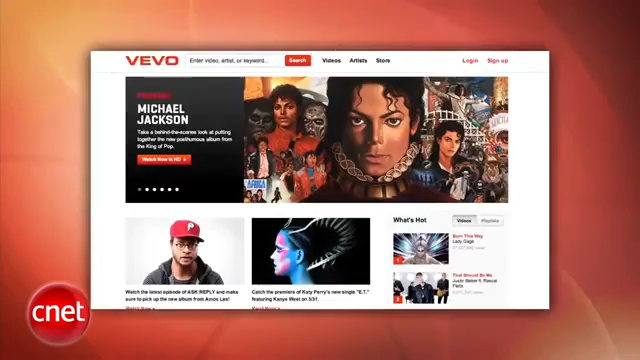 VEVO
Enter video, artist, or keyword...
Search
Videos
Artists
Store
Login
Sign up
MICHAEL
JACKSON
Take a behind-the-scenes look at putting
together the new posthumous album from
the King of Pop.
Watch Now in HD
AFRICA
What's Hot
Videos
Playlists
Born This Way
Lady Gaga
1
That Should Be Me
Justin Bieber ft. Rascal
Flatts
2
Watch the latest episode of ASK:REPLY and make
sure to pick up the new album from Amos Lee!
Catch the premiere of Katy Perry's new single "E.T."
featuring Kanye West on 3/31.
cnet